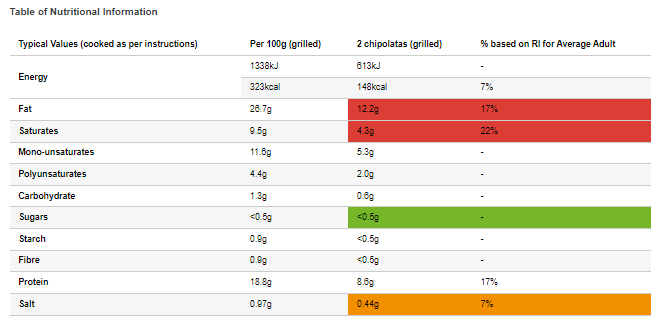 Table of Nutritional Information
Typical Values (cooked as per instructions) Per 100g (grilled) 2 chipolatas (grilled) % based on RI for Average Adult
Energy 1338kJ 613kJ -
323kcal 148kcal 7%
Fat 26.7g 12.2g 17%
Saturates 9.5g 4.3g 22%
Mono-unsaturates 11.6g 5.3g -
Polyunsaturates 4.4g 2.0g -
Carbohydrate 1.3g 0.6g -
Sugars <0.5g <0.5g -
Starch 0.9g <0.5g -
Fibre 0.9g <0.5g -
Protein 18.8g 8.6g 17%
Salt 0.97g 0.44g 7%